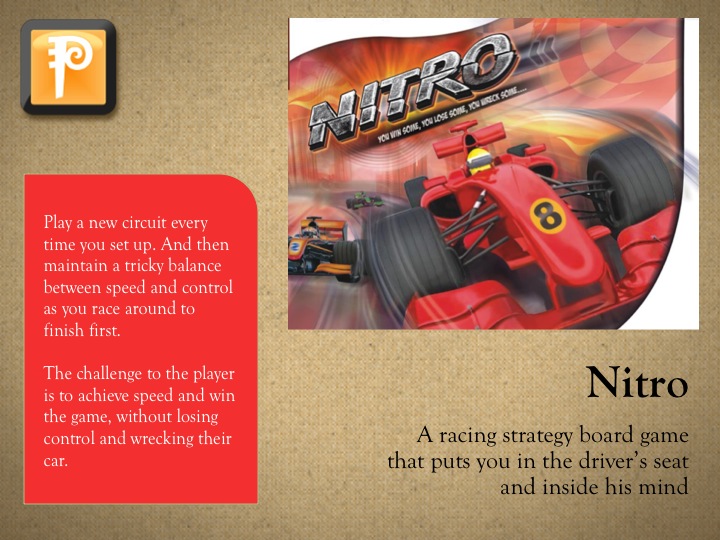 P
NITRO
YOU WIN SOME, YOU LOSE SOME, YOU WRECK SOME....
8
2
Play a new circuit every
time you set up. And then
maintain a tricky balance
between speed and control
as you race around to
finish first.
The challenge to the player
is to achieve speed and win
the game, without losing
control and wrecking their
car.
Nitro
A racing strategy board game
that puts you in the driver’s seat
and inside his mind